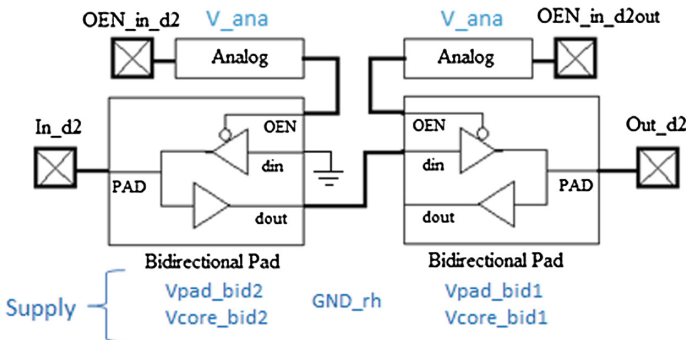 OEN_in_d2 V_ana V_ana OEN_in_d2out
Analog Analog
In_d2 OEN OEN Out_d2
din din
PAD PAD
dout dout
Bidirectional Pad Bidirectional Pad
Supply Vpad_bid2 GND_rh Vpad_bid1
Vcore_bid2 Vcore_bid1